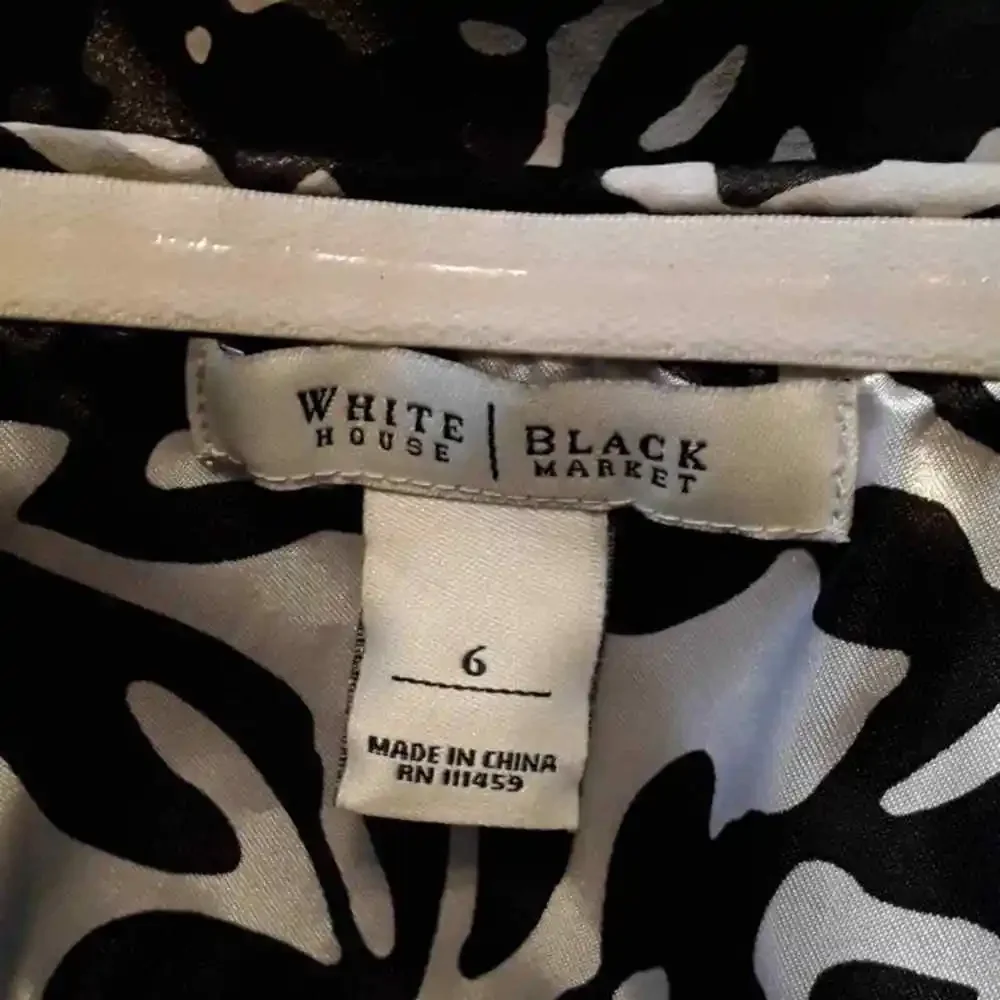 WHITE | BLACK
HOUSE MARKET
6
MADE IN CHINA
RN 111459